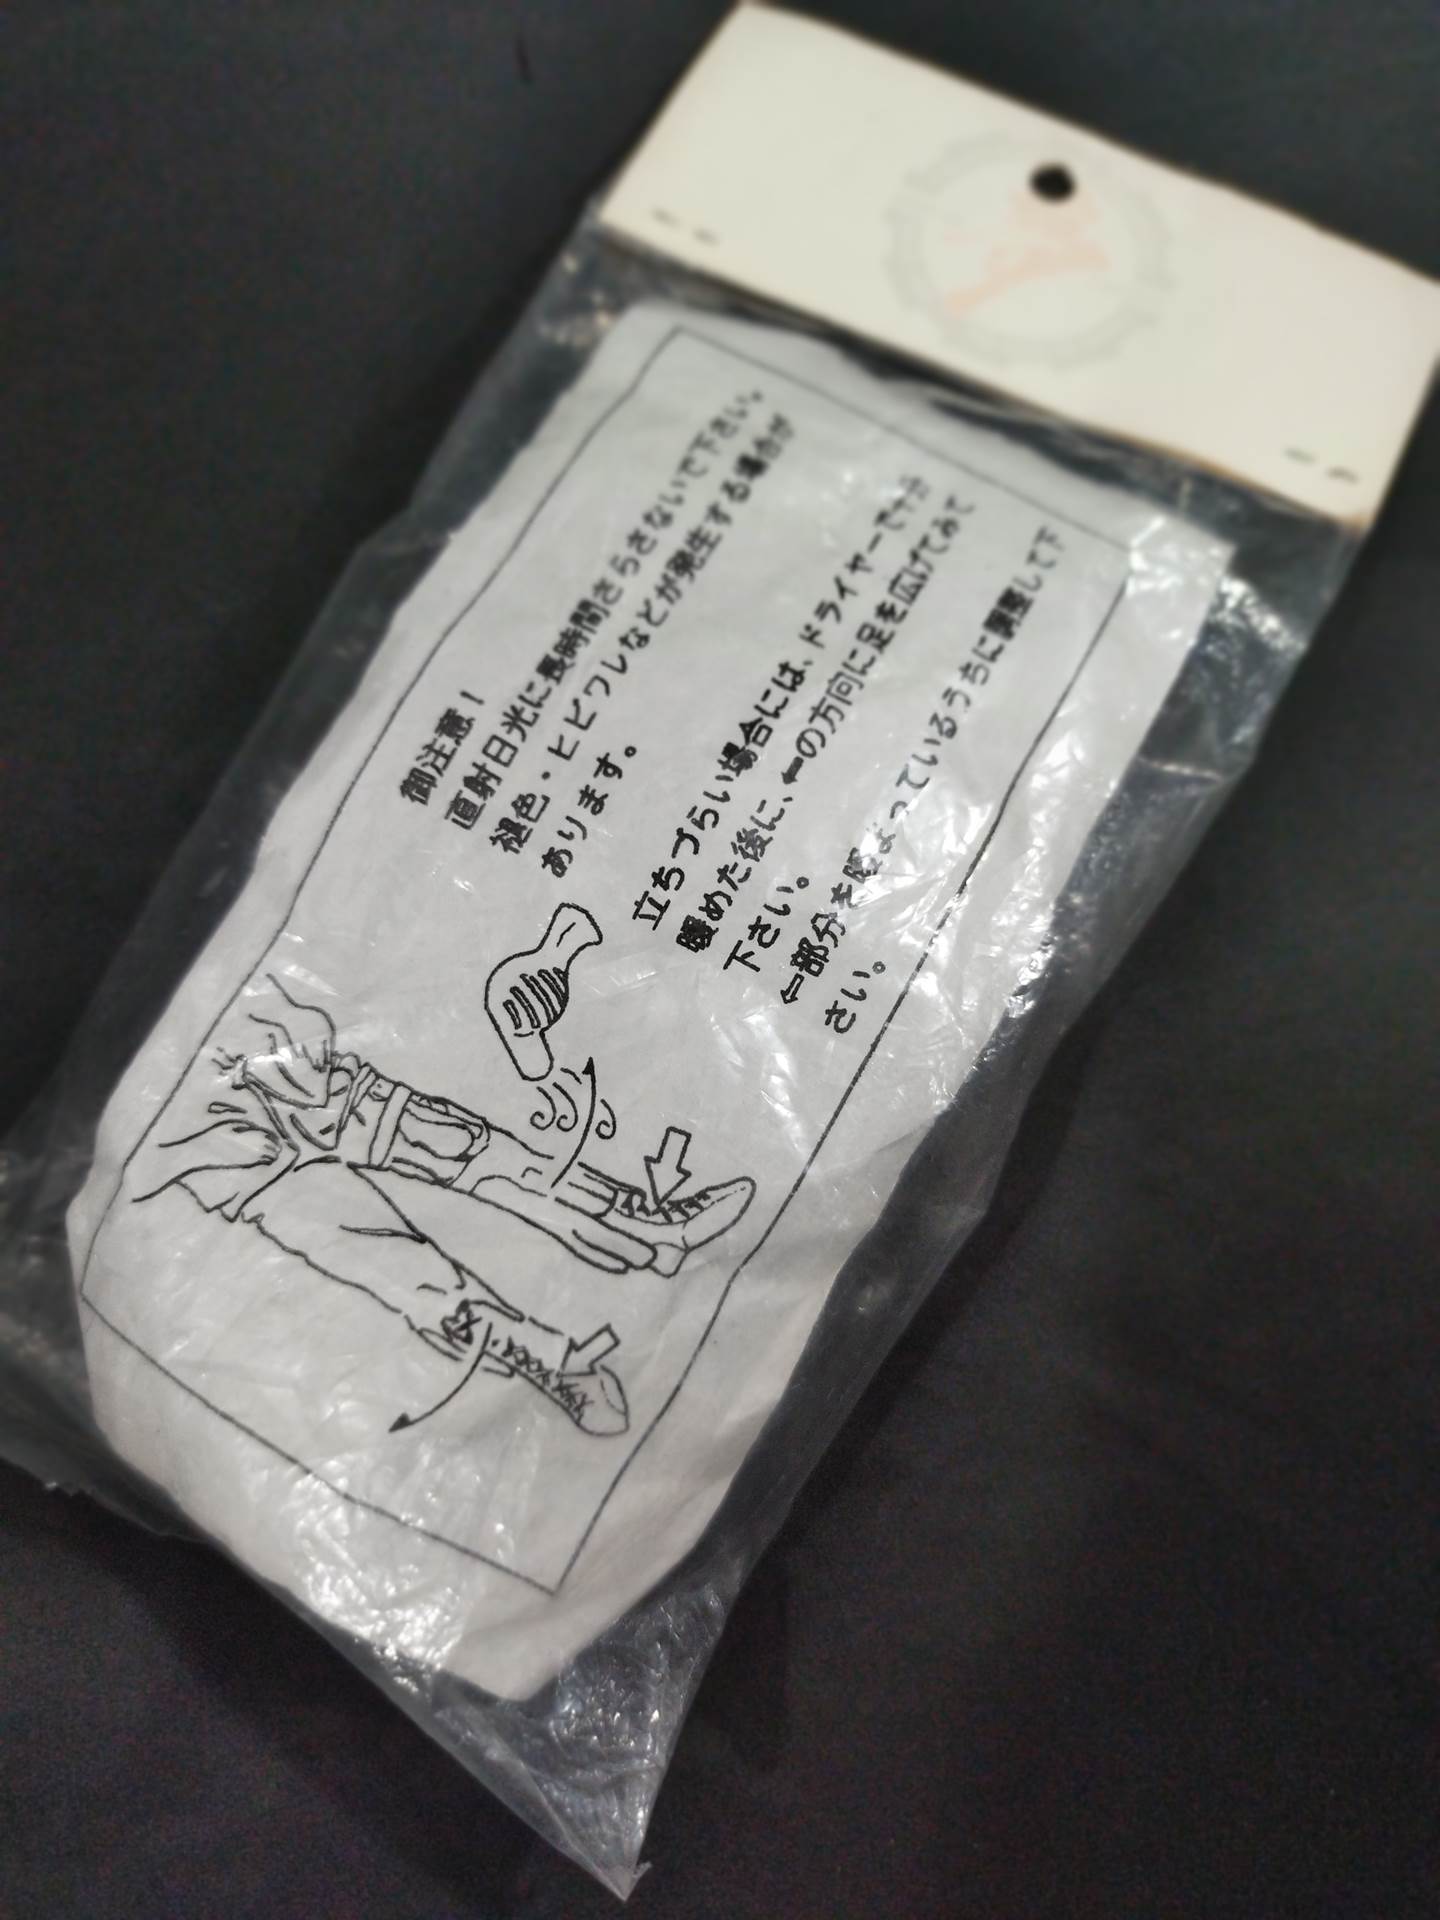 御注意！
直射日光に長時間さらさないで下さい。
褪色・ヒビワレなどが発生する場合が
あります。
立ちづらい場合には、ドライヤーで十分
暖めた後に、←の方向に足を広げてみて
下さい。
←部分を暖まっているうちに調整して下
さい。